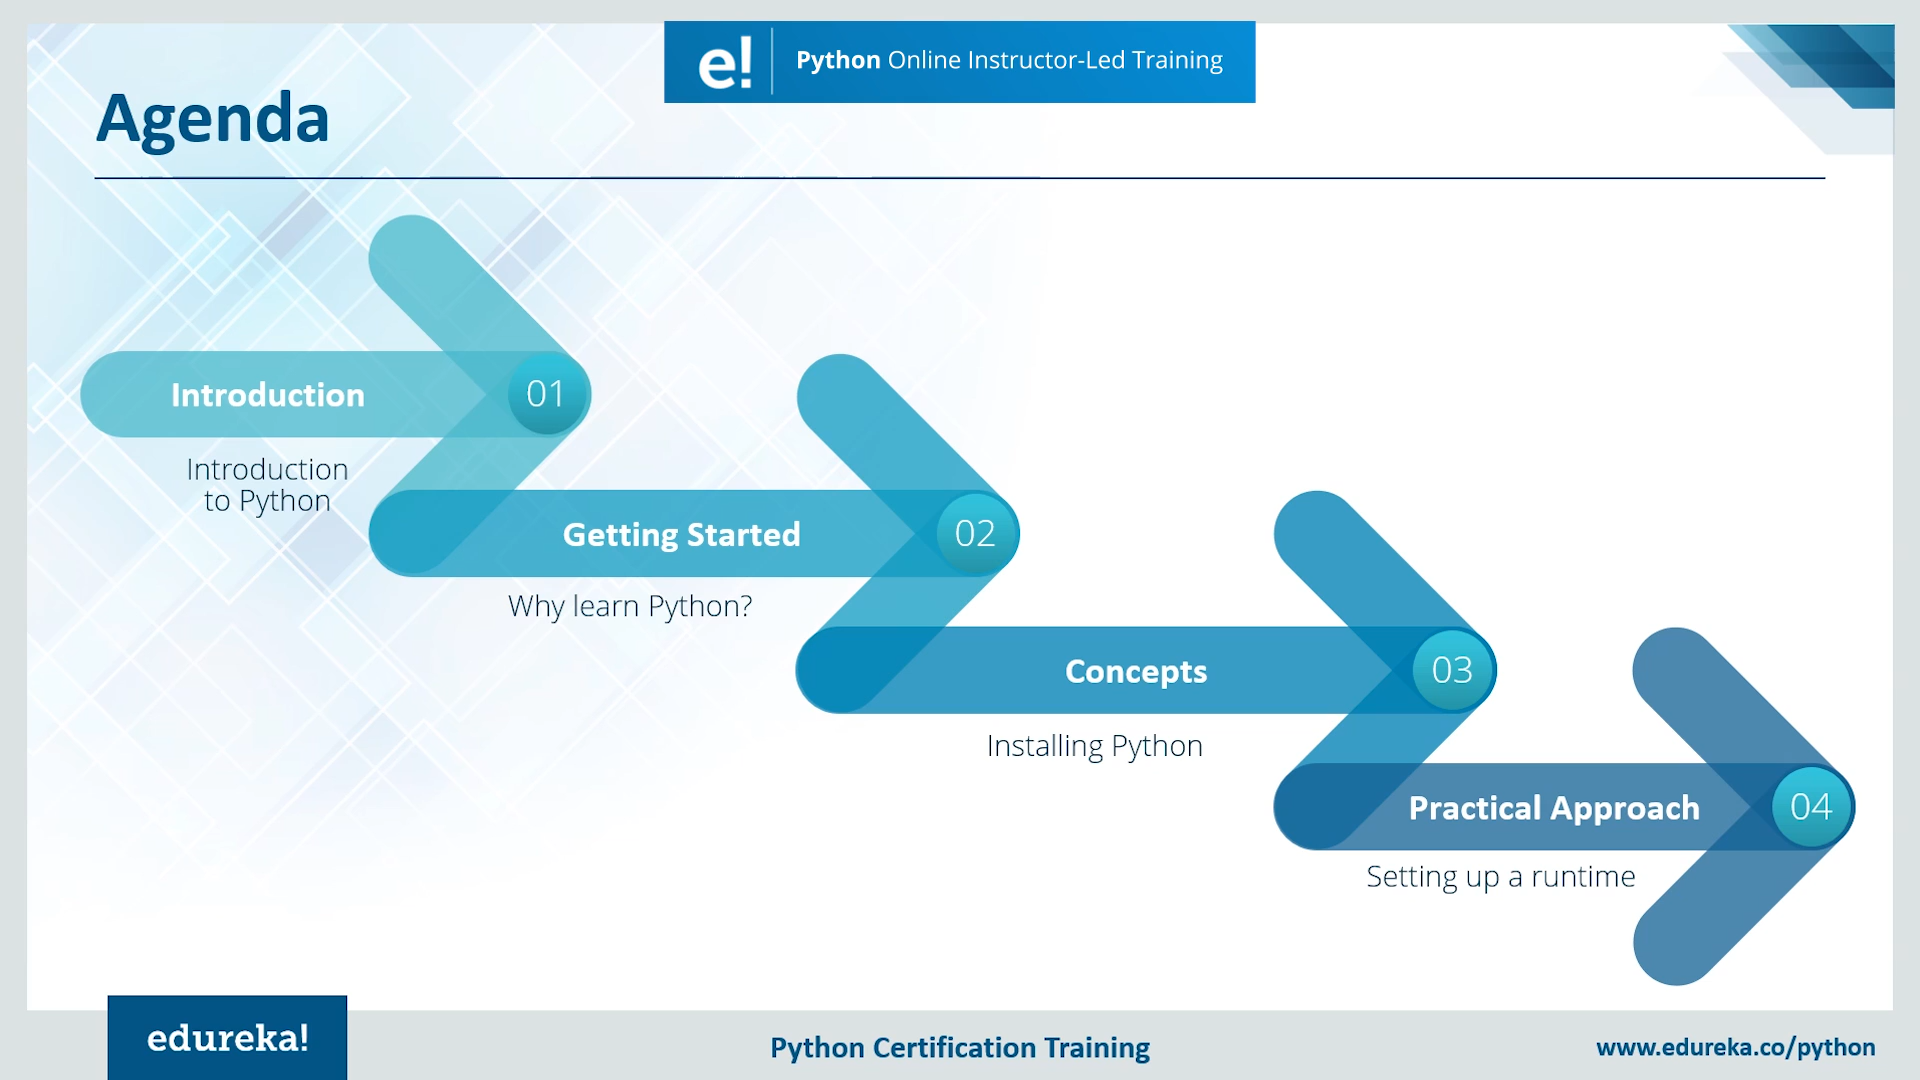 e! Python Online Instructor-Led Training
Agenda
Introduction 01
Introduction
to Python
Getting Started 02
Why learn Python?
Concepts 03
Installing Python
Practical Approach 04
Setting up a runtime
edureka!
Python Certification Training
www.edureka.co/python